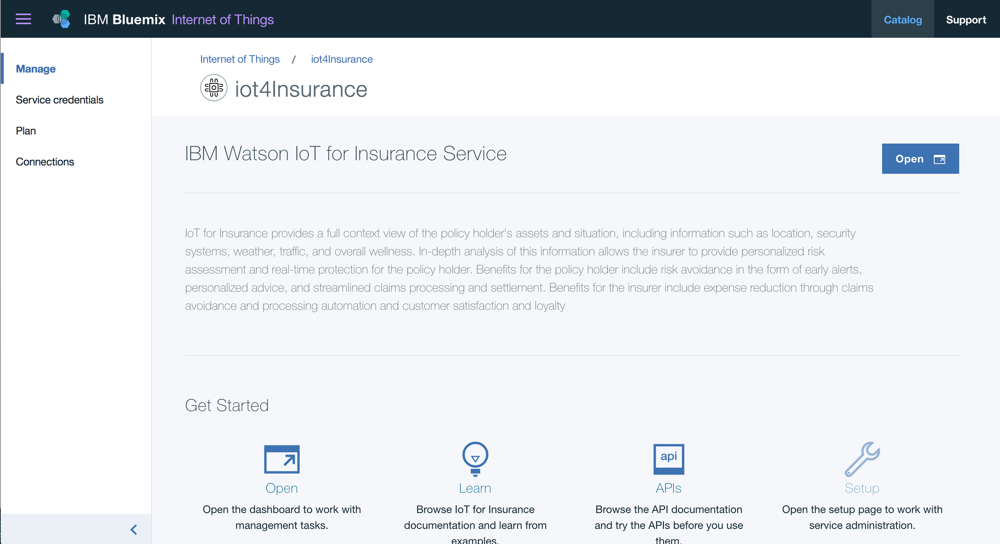 IBM Bluemix Internet of Things
Catalog
Support
Manage
Service credentials
Plan
Connections
Internet of Things / iot4Insurance
iot4Insurance
IBM Watson IoT for Insurance Service
Open
IoT for Insurance provides a full context view of the policy holder's assets and situation, including information such as location, security
systems, weather, traffic, and overall wellness. In-depth analysis of this information allows the insurer to provide personalized risk
assessment and real-time protection for the policy holder. Benefits for the policy holder include risk avoidance in the form of early alerts,
personalized advice, and streamlined claims processing and settlement. Benefits for the insurer include expense reduction through claims
avoidance and processing automation and customer satisfaction and loyalty
Get Started
Open
Open the dashboard to work with
management tasks.
Learn
Browse IoT for Insurance
documentation and learn from
examples.
api
APIs
Browse the API documentation
and try the APIs before you use
them.
Setup
Open the setup page to work with
service administration.